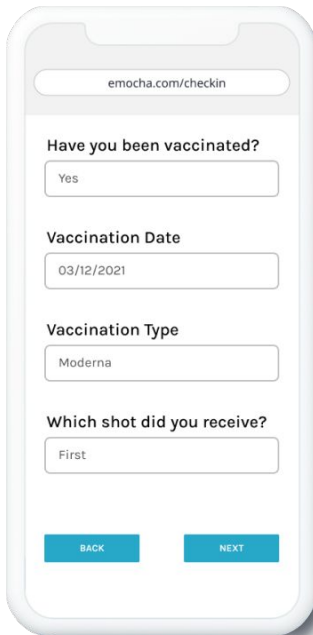 emocha.com/checkin
Have you been vaccinated?
Yes
Vaccination Date
03/12/2021
Vaccination Type
Moderna
Which shot did you receive?
First
BACK NEXT